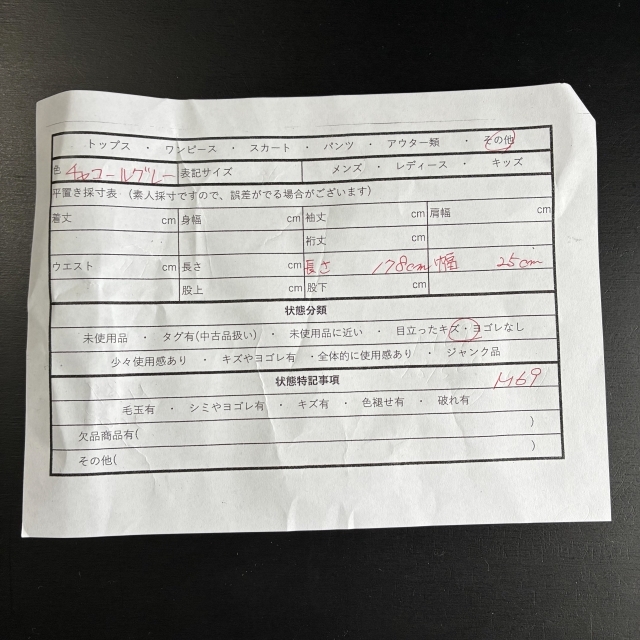 トップス ・ ワンピース ・ スカート ・ パンツ ・ アウター類 ・ その他
色 チャコールグレー 表記サイズ メンズ ・ レディース ・ キッズ
平置き採寸表 (素人採寸ですので、誤差がでる場合がございます)
着丈 cm 身幅 cm 袖丈 cm 肩幅 cm
裄丈 cm
ウエスト cm 長さ cm 長さ 178cm 幅 25cm
股上 cm 股下 cm
状態分類
未使用品 ・ タグ有(中古品扱い) ・ 未使用に近い ・ 目立ったキズ・ヨゴレなし
少々使用感あり ・ キズやヨゴレ有 ・全体的に使用感あり ・ ジャンク品
状態特記事項 M69
毛玉有 ・ シミやヨゴレ有 ・ キズ有 ・ 色褪せ有 ・ 破れ有
欠品商品有( )
その他( )